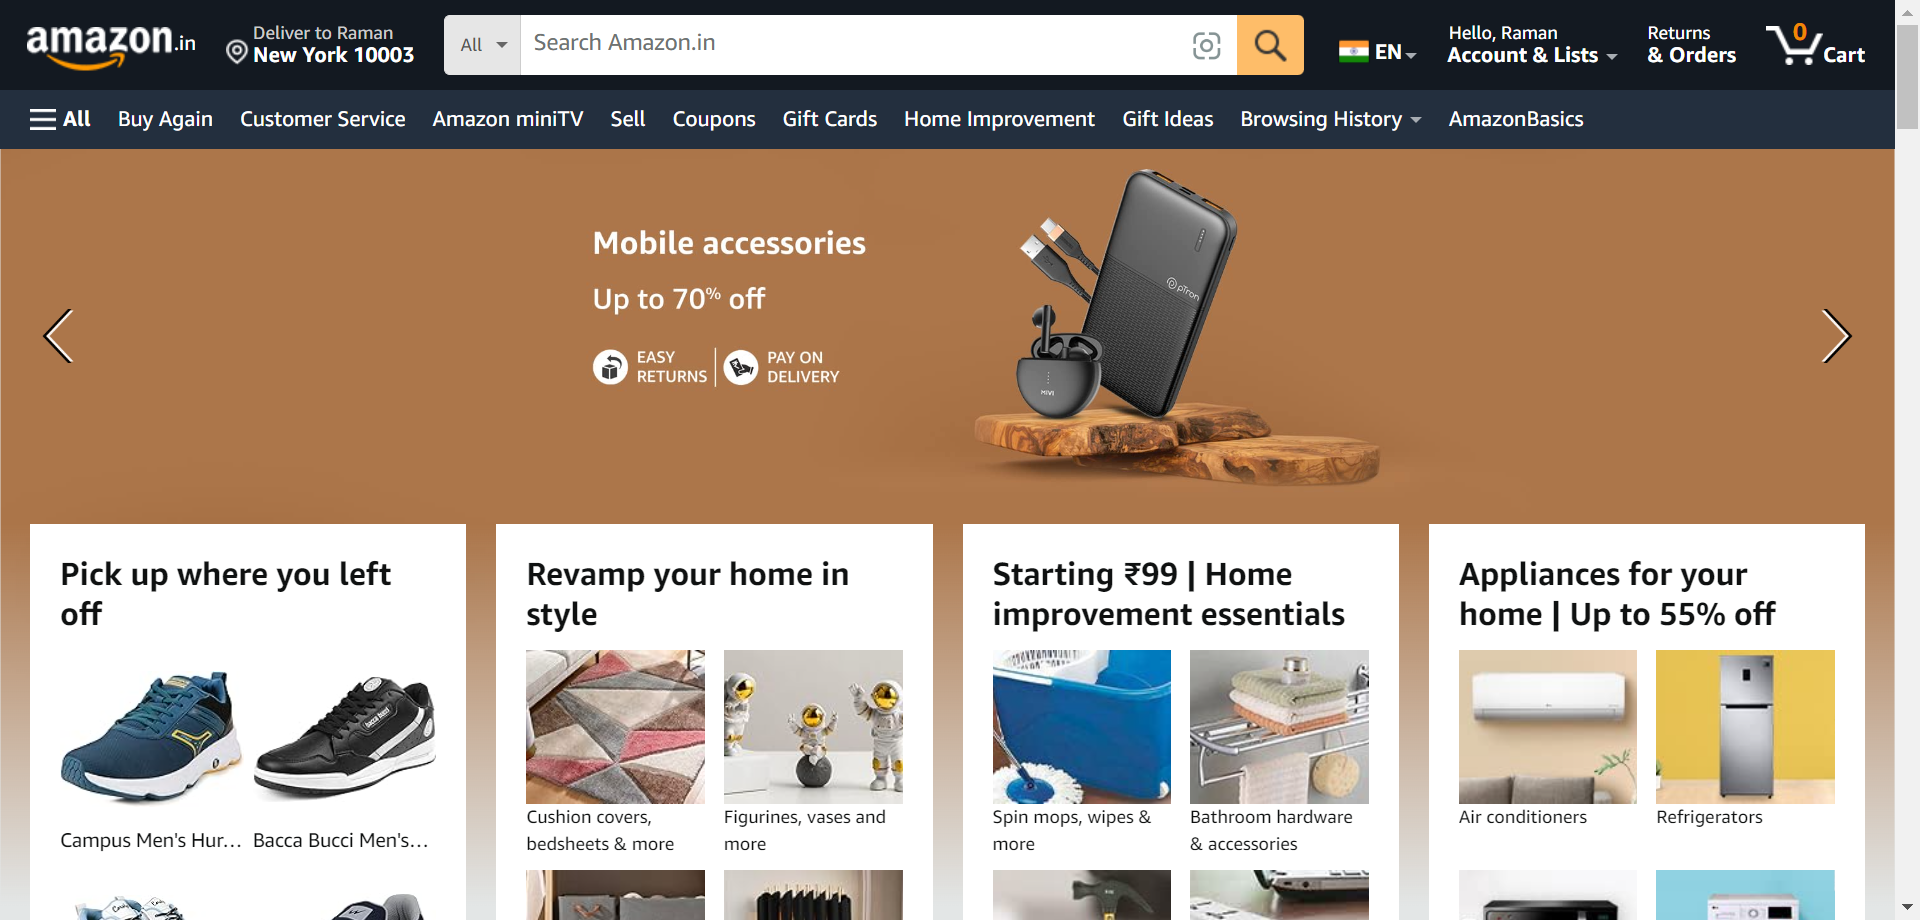 amazon.in
Deliver to Raman
New York 10003
All
Search Amazon.in
EN
Hello, Raman
Account & Lists
Returns
& Orders
0
Cart
All
Buy Again
Customer Service
Amazon miniTV
Sell
Coupons
Gift Cards
Home Improvement
Gift Ideas
Browsing History
AmazonBasics
Mobile accessories
Up to 70% off
EASY
RETURNS
PAY ON
DELIVERY
pTron
MIVI
Pick up where you left
off
bacca bucci
Campus Men's Hur...
Bacca Bucci Men's...
Revamp your home in
style
Cushion covers,
bedsheets & more
Figurines, vases and
more
Starting ₹99 | Home
improvement essentials
Spin mops, wipes &
more
Bathroom hardware
& accessories
Appliances for your
home | Up to 55% off
Air conditioners
Refrigerators